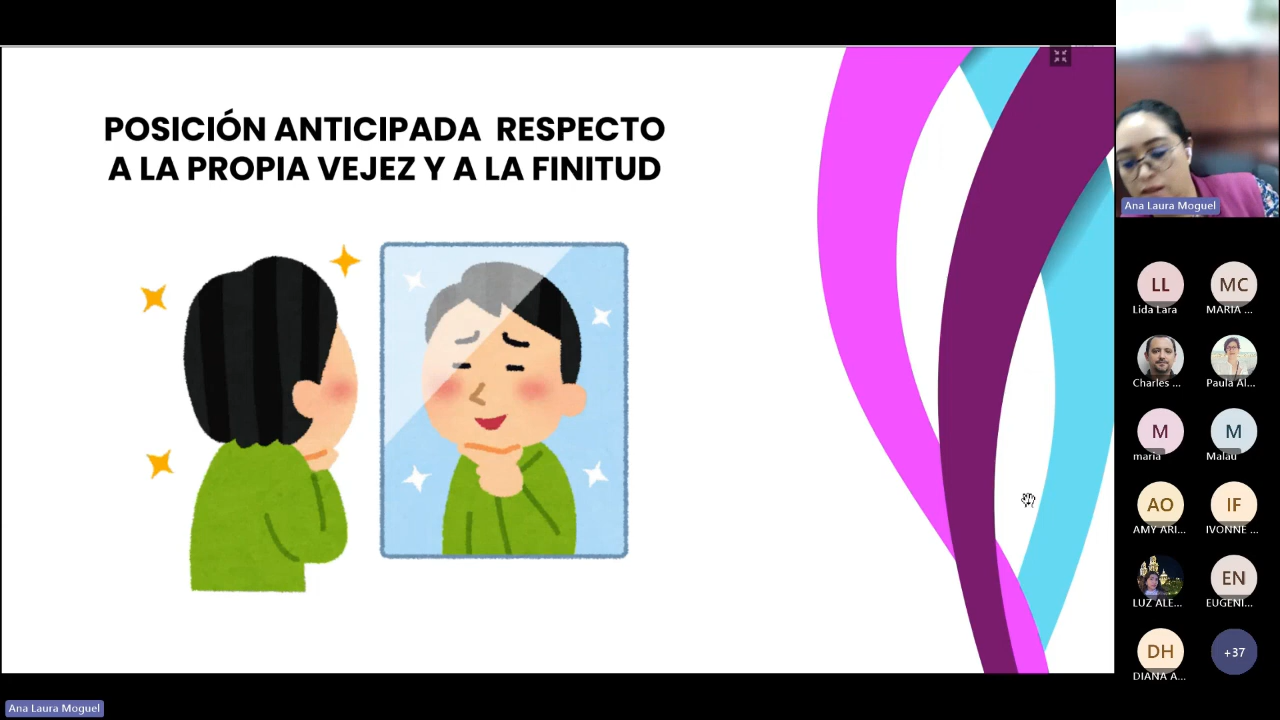 POSICIÓN ANTICIPADA RESPECTO
A LA PROPIA VEJEZ Y A LA FINITUD
Ana Laura Moguel
LL
Lida Lara
MC
MARIA ...
Charles ...
Paula Al...
M
maria
M
Malau
AO
AMY ARI...
IF
IVONNE ...
LUZ ALE...
EN
EUGENI...
DH
DIANA A...
+37
Ana Laura Moguel